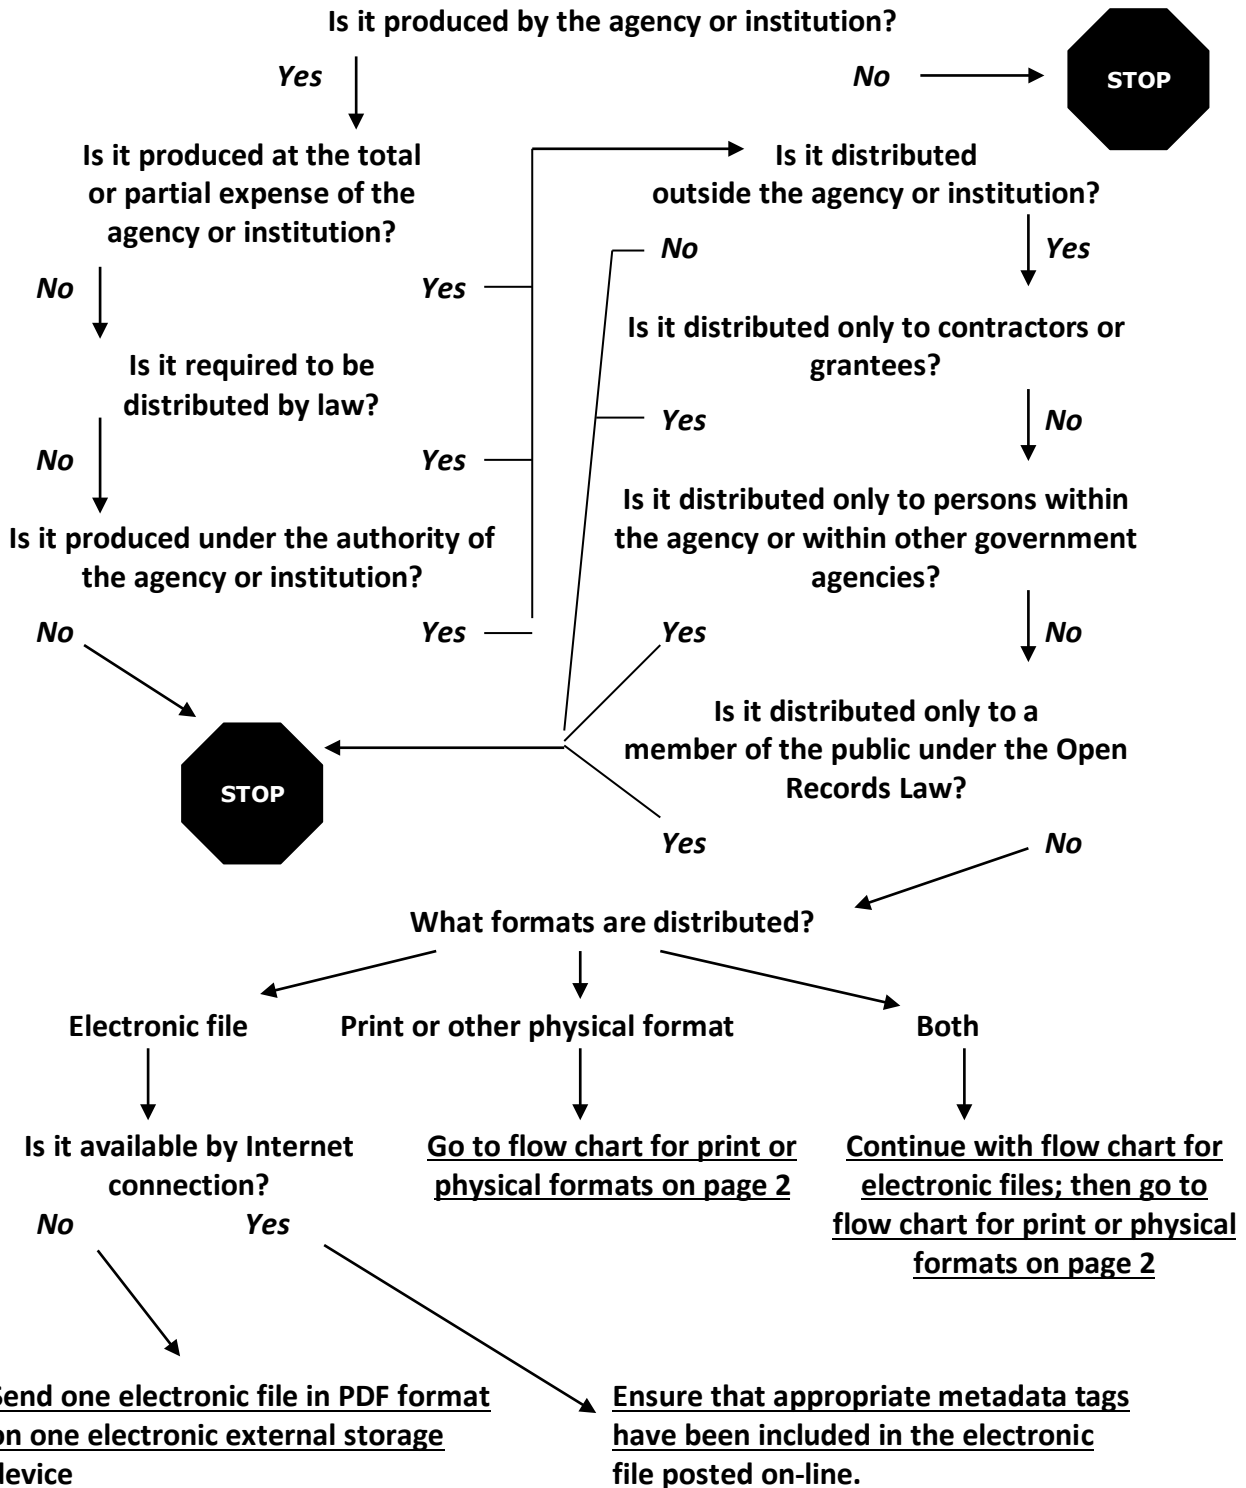 Is it produced by the agency or institution?
Yes
No
STOP
Is it produced at the total
or partial expense of the
agency or institution?
No
Yes
Is it required to be
distributed by law?
No
Yes
Is it produced under the authority of
the agency or institution?
No
Yes
STOP
Is it distributed
outside the agency or institution?
No
Yes
Is it distributed only to contractors or
grantees?
Yes
No
Is it distributed only to persons within
the agency or within other government
agencies?
Yes
No
Is it distributed only to a
member of the public under the Open
Records Law?
Yes
No
What formats are distributed?
Electronic file
Print or other physical format
Both
Is it available by Internet
connection?
No
Yes
Go to flow chart for print or
physical formats on page 2
Continue with flow chart for
electronic files; then go to
flow chart for print or physical
formats on page 2
Send one electronic file in PDF format
on one electronic external storage
device
Ensure that appropriate metadata tags
have been included in the electronic
file posted on-line.